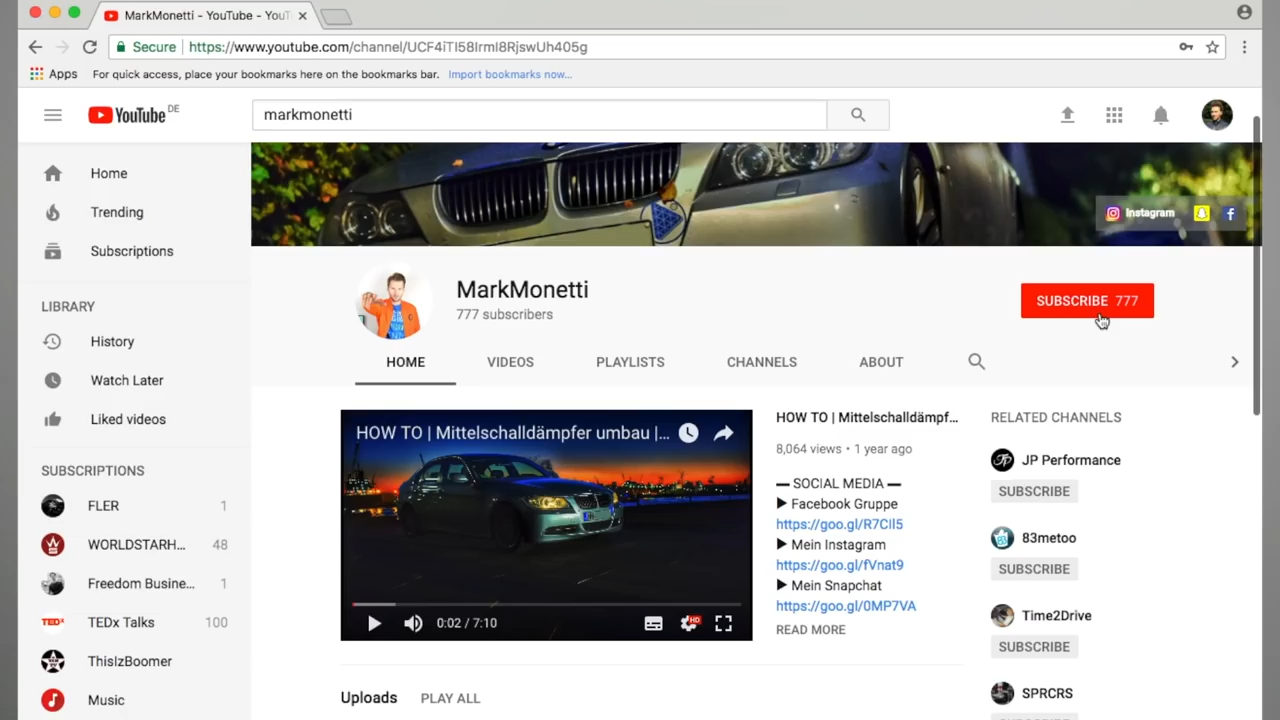 MarkMonetti - YouTube - YouT
Secure
https://www.youtube.com/channel/UCF4iTI58IrmI8RjswUh405g
Apps
For quick access, place your bookmarks here on the bookmarks bar.
Import bookmarks now...
YouTube DE
markmonetti
Home
Trending
Subscriptions
LIBRARY
History
Watch Later
Liked videos
SUBSCRIPTIONS
FLER 1
WORLDSTARH... 48
Freedom Busine... 1
TEDx
TEDx Talks 100
ThisIzBoomer
Music
Instagram
MarkMonetti
777 subscribers
SUBSCRIBE 777
HOME
VIDEOS
PLAYLISTS
CHANNELS
ABOUT
HOW TO | Mittelschalldämpfer umbau |...
0:02 / 7:10
HD
HOW TO | Mittelschalldämpf...
8,064 views • 1 year ago
▬ SOCIAL MEDIA ▬
► Facebook Gruppe
https://goo.gl/R7CIl5
► Mein Instagram
https://goo.gl/fVnat9
► Mein Snapchat
https://goo.gl/0MP7VA
READ MORE
RELATED CHANNELS
JP Performance
SUBSCRIBE
83metoo
SUBSCRIBE
Time2Drive
SUBSCRIBE
SPRCRS
Uploads
PLAY ALL